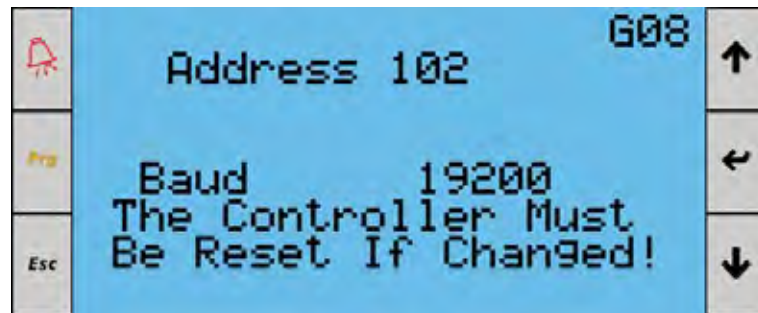 G08
Address 102
Prg
Baud 19200
The Controller Must
Esc
Be Reset If Changed!